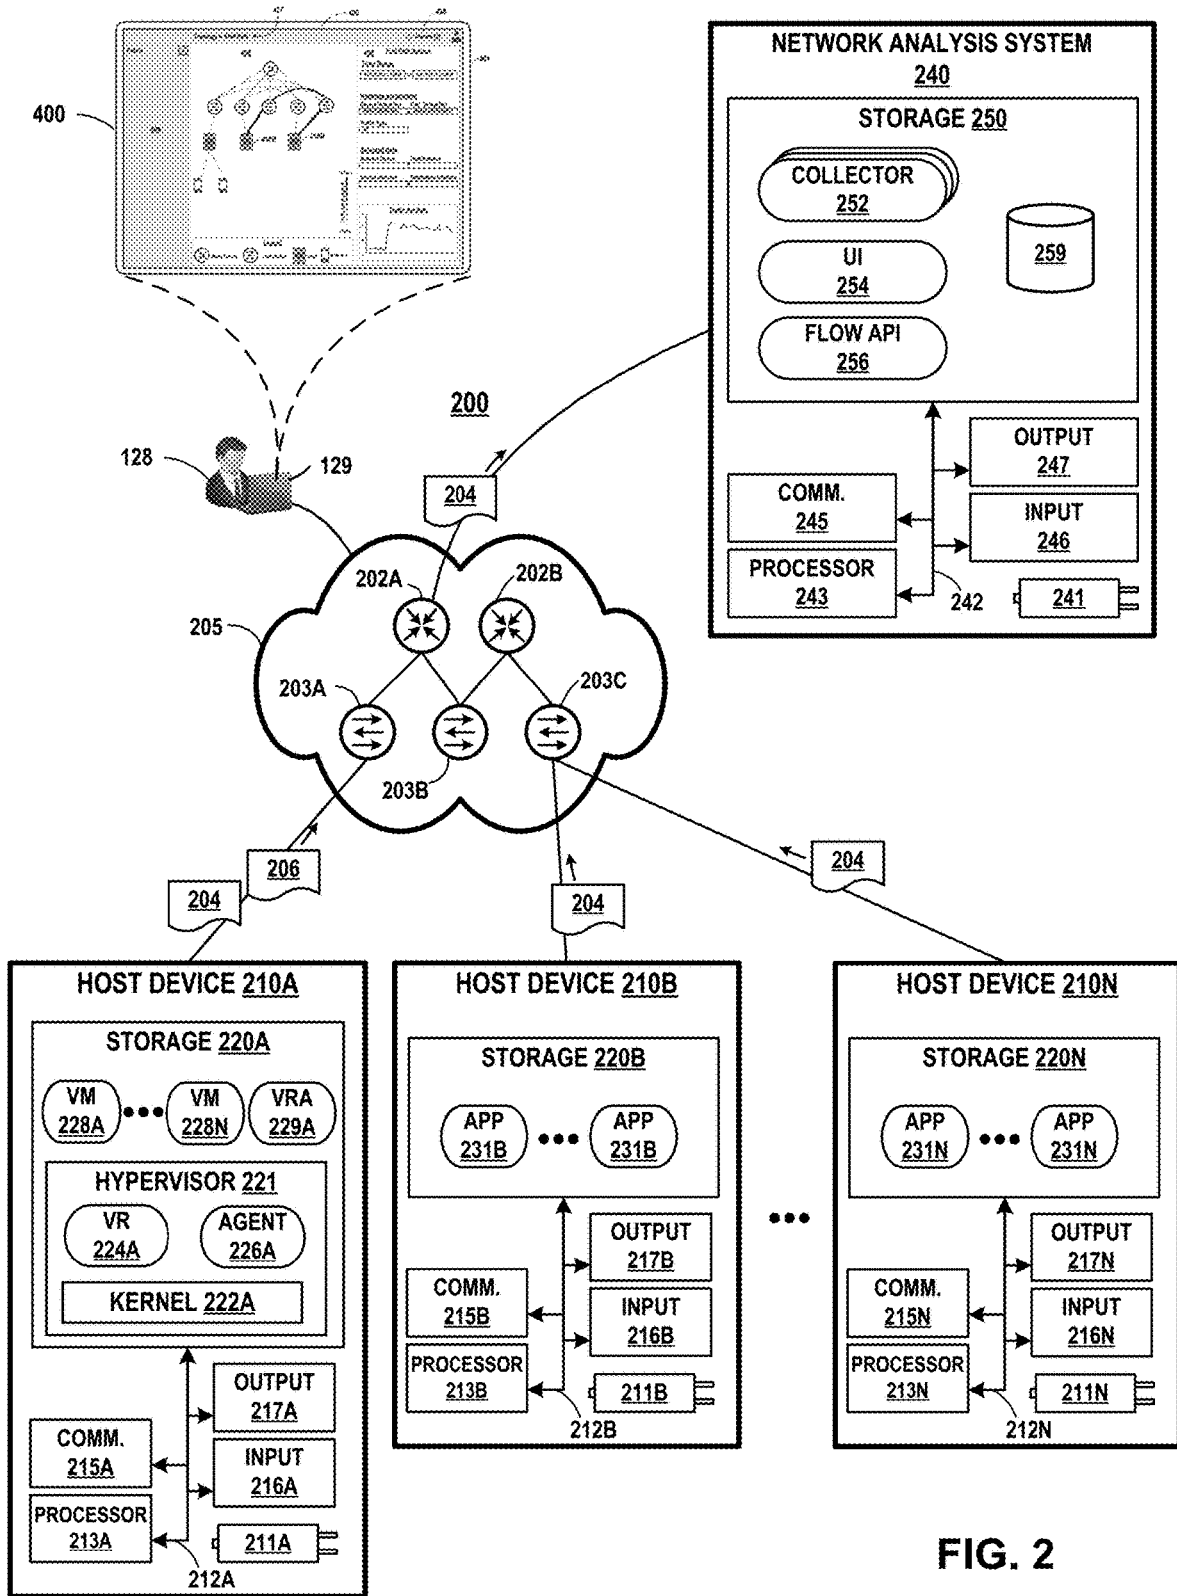 400
NETWORK ANALYSIS SYSTEM
240
STORAGE 250
COLLECTOR
252
UI
254
FLOW API
256
259
OUTPUT
247
COMM.
245
INPUT
246
PROCESSOR
243
242
241
200
128
129
204
202A
202B
205
203A
203C
203B
206
204
204
204
HOST DEVICE 210A
STORAGE 220A
VM
228A
VM
228N
VRA
229A
HYPERVISOR 221
VR
224A
AGENT
226A
KERNEL 222A
OUTPUT
217A
COMM.
215A
INPUT
216A
PROCESSOR
213A
211A
212A
HOST DEVICE 210B
STORAGE 220B
APP
231B
APP
231B
OUTPUT
217B
COMM.
215B
INPUT
216B
PROCESSOR
213B
211B
212B
HOST DEVICE 210N
STORAGE 220N
APP
231N
APP
231N
OUTPUT
217N
COMM.
215N
INPUT
216N
PROCESSOR
213N
211N
212N
FIG. 2